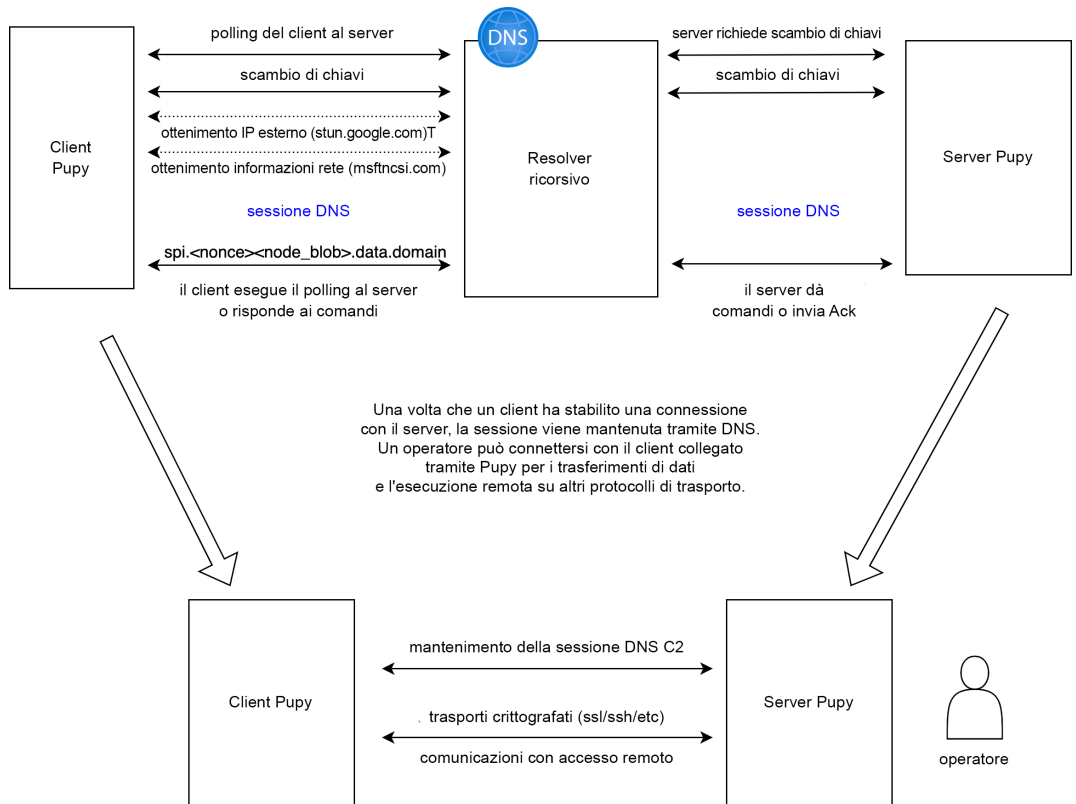 polling del client al server
DNS
server richiede scambio di chiavi
scambio di chiavi
scambio di chiavi
ottenimento IP esterno (stun.google.com)T
Client
Pupy
Resolver
ricorsivo
Server Pupy
ottenimento informazioni rete (msftncsi.com)
sessione DNS
sessione DNS
spi.<nonce><node_blob>.data.domain
il client esegue il polling al server
o risponde ai comandi
il server dà
comandi o invia Ack
Una volta che un client ha stabilito una connessione
con il server, la sessione viene mantenuta tramite DNS.
Un operatore può connettersi con il client collegato
tramite Pupy per i trasferimenti di dati
e l'esecuzione remota su altri protocolli di trasporto.
mantenimento della sessione DNS C2
Client Pupy
Server Pupy
trasporti crittografati (ssl/ssh/etc)
comunicazioni con accesso remoto
operatore